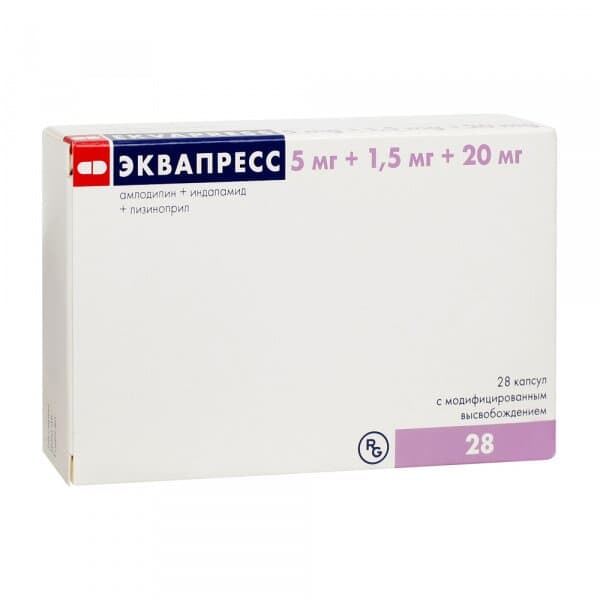 ЭКВАПРЕСС 5 мг + 1,5 мг + 20 мг
амлодипин + индапамид
+ лизиноприл
28 капсул
с модифицированным
высвобождением
RG 28